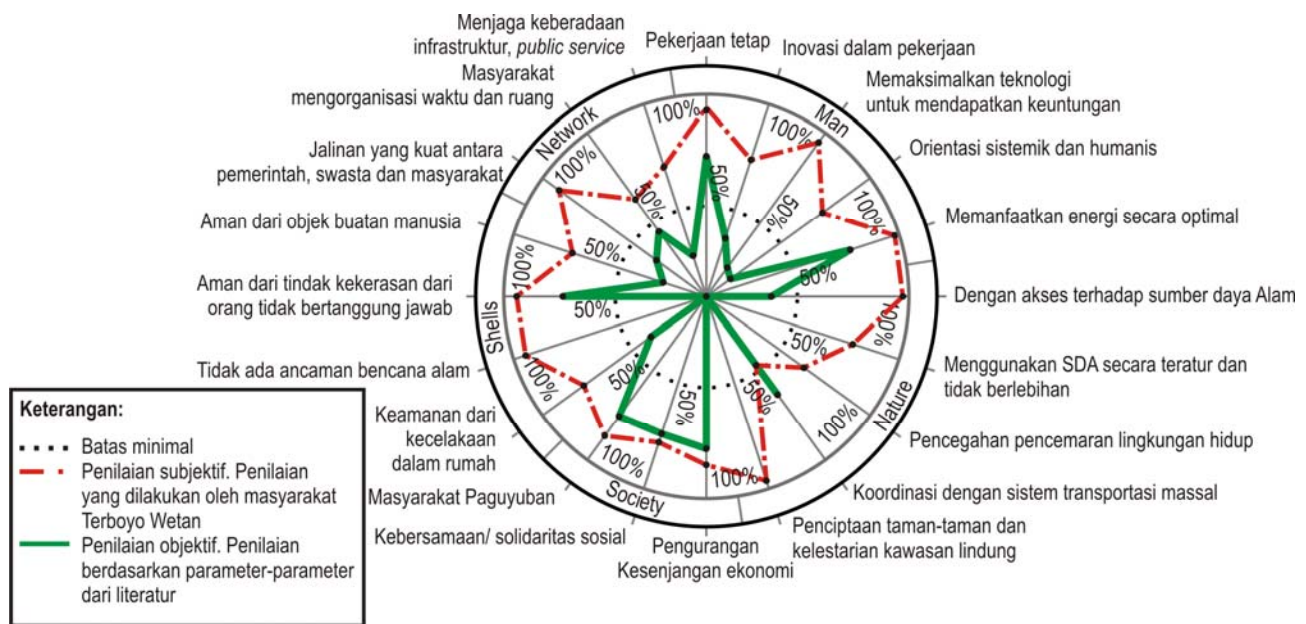 Menjaga keberadaan
infrastruktur, public service
Pekerjaan tetap
Inovasi dalam pekerjaan
Masyarakat
mengorganisasi waktu dan ruang
Memaksimalkan teknologi
untuk mendapatkan keuntungan
Jalinan yang kuat antara
pemerintah, swasta dan masyarakat
Orientasi sistemik dan humanis
Aman dari objek buatan manusia
Memanfaatkan energi secara optimal
Aman dari tindak kekerasan dari
orang tidak bertanggung jawab
Dengan akses terhadap sumber daya Alam
Tidak ada ancaman bencana alam
Menggunakan SDA secara teratur dan
tidak berlebihan
Keamanan dari
kecelakaan
dalam rumah
Pencegahan pencemaran lingkungan hidup
Masyarakat Paguyuban
Koordinasi dengan sistem transportasi massal
Kebersamaan/ solidaritas sosial
Pengurangan
Kesenjangan ekonomi
Penciptaan taman-taman dan
kelestarian kawasan lindung
Network
Man
Nature
Society
Shells
100%
50%
100%
50%
100%
50%
100%
50%
100%
50%
100%
50%
100%
50%
100%
50%
100%
50%
100%
50%
Keterangan:
Batas minimal
Penilaian subjektif. Penilaian
yang dilakukan oleh masyarakat
Terboyo Wetan
Penilaian objektif. Penilaian
berdasarkan parameter-parameter
dari literatur